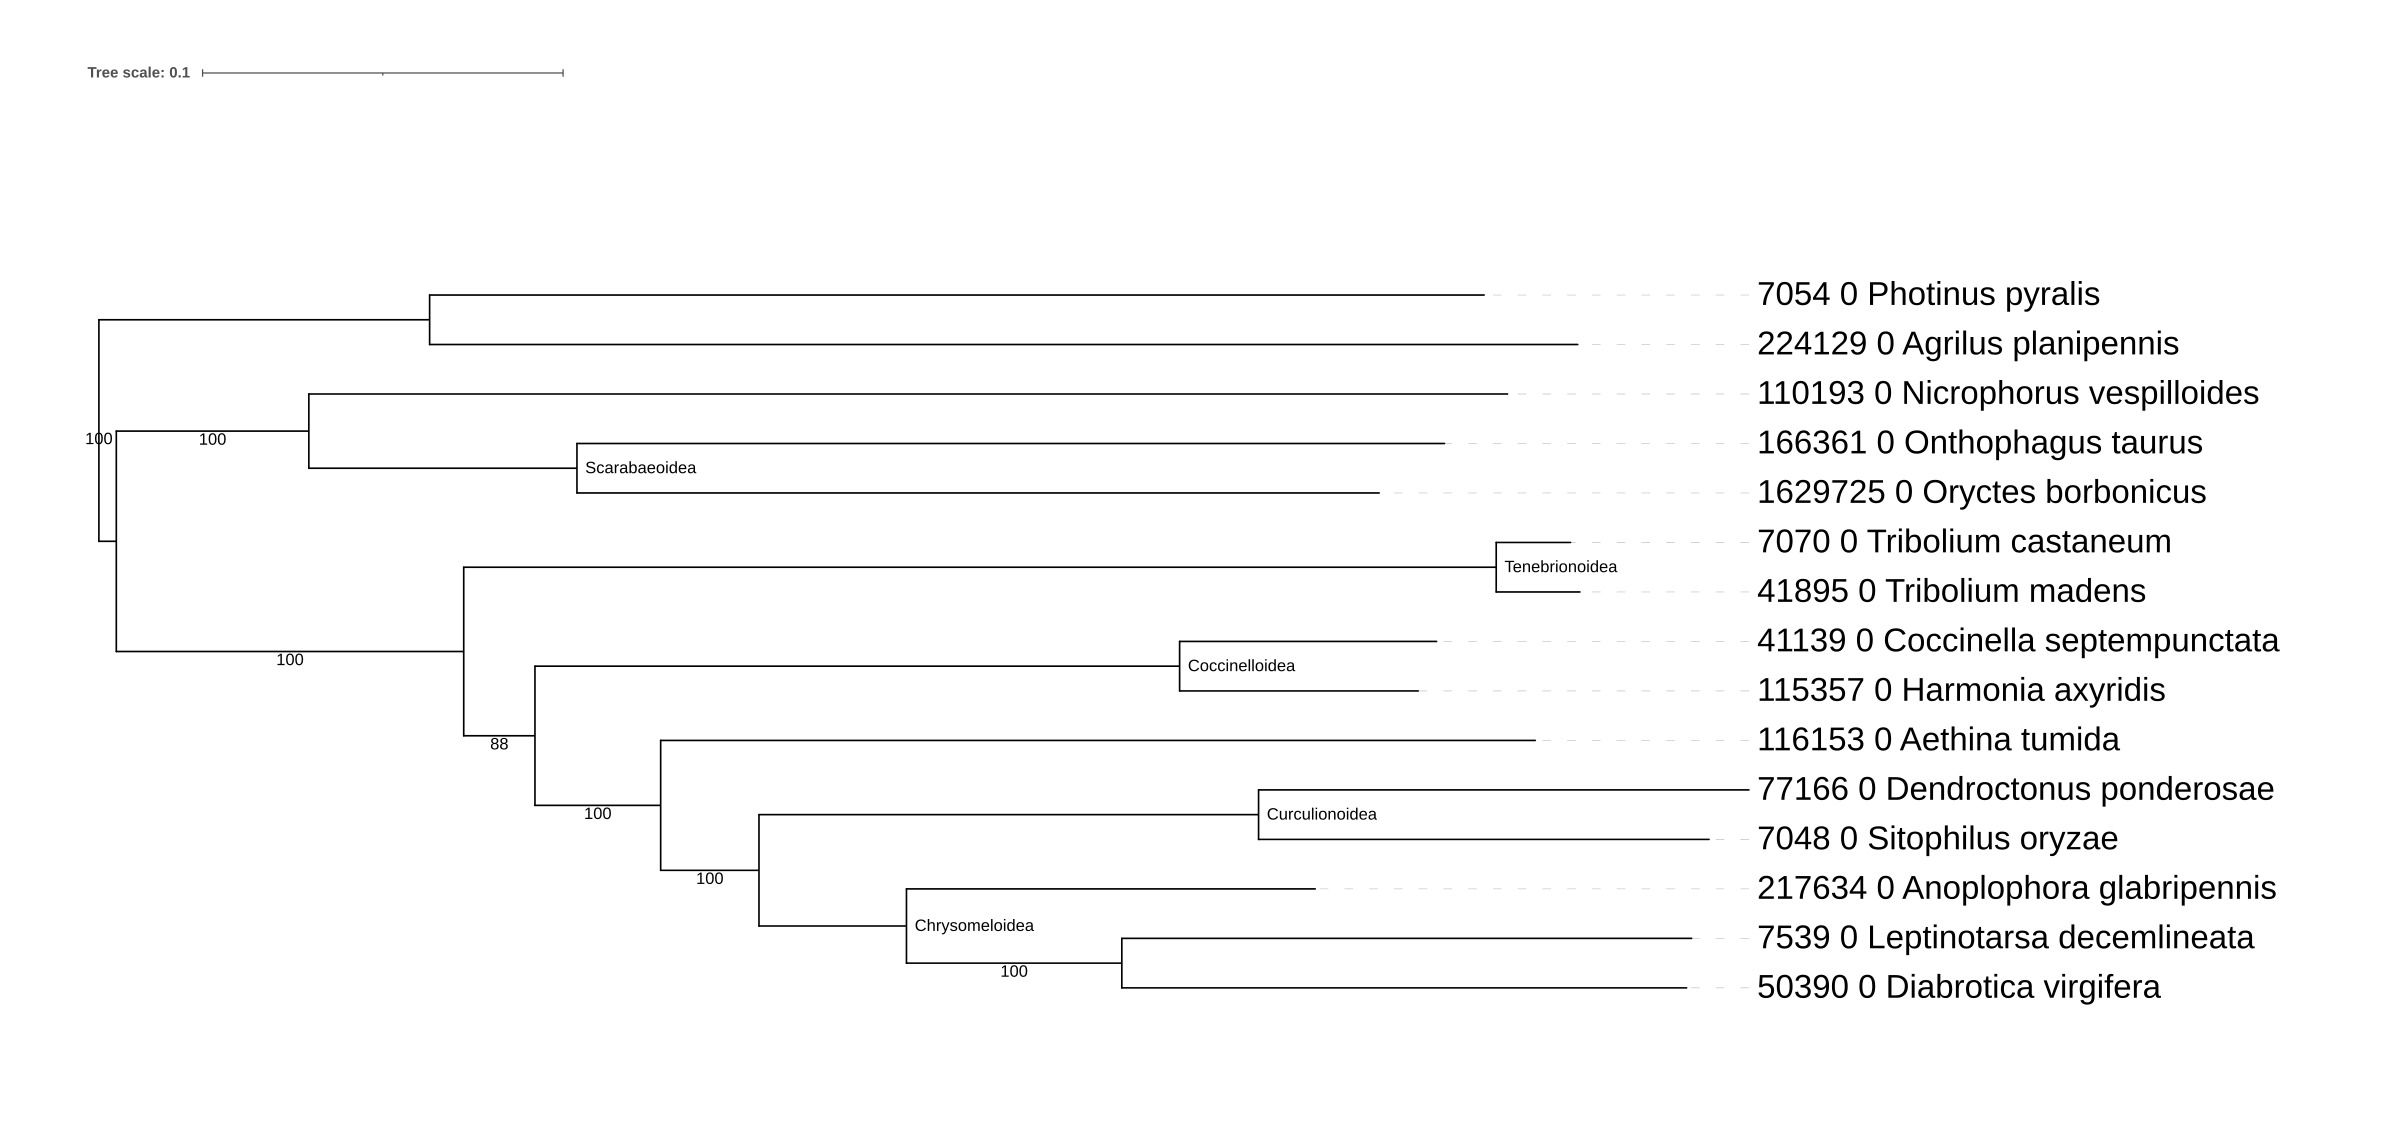 Tree scale: 0.1
7054 0 Photinus pyralis
224129 0 Agrilus planipennis
110193 0 Nicrophorus vespilloides
100
100
166361 0 Onthophagus taurus
Scarabaeoidea
1629725 0 Oryctes borbonicus
7070 0 Tribolium castaneum
Tenebrionoidea
41895 0 Tribolium madens
41139 0 Coccinella septempunctata
100
Coccinelloidea
115357 0 Harmonia axyridis
88
116153 0 Aethina tumida
77166 0 Dendroctonus ponderosae
100
Curculionoidea
7048 0 Sitophilus oryzae
100
217634 0 Anoplophora glabripennis
Chrysomeloidea
7539 0 Leptinotarsa decemlineata
100
50390 0 Diabrotica virgifera